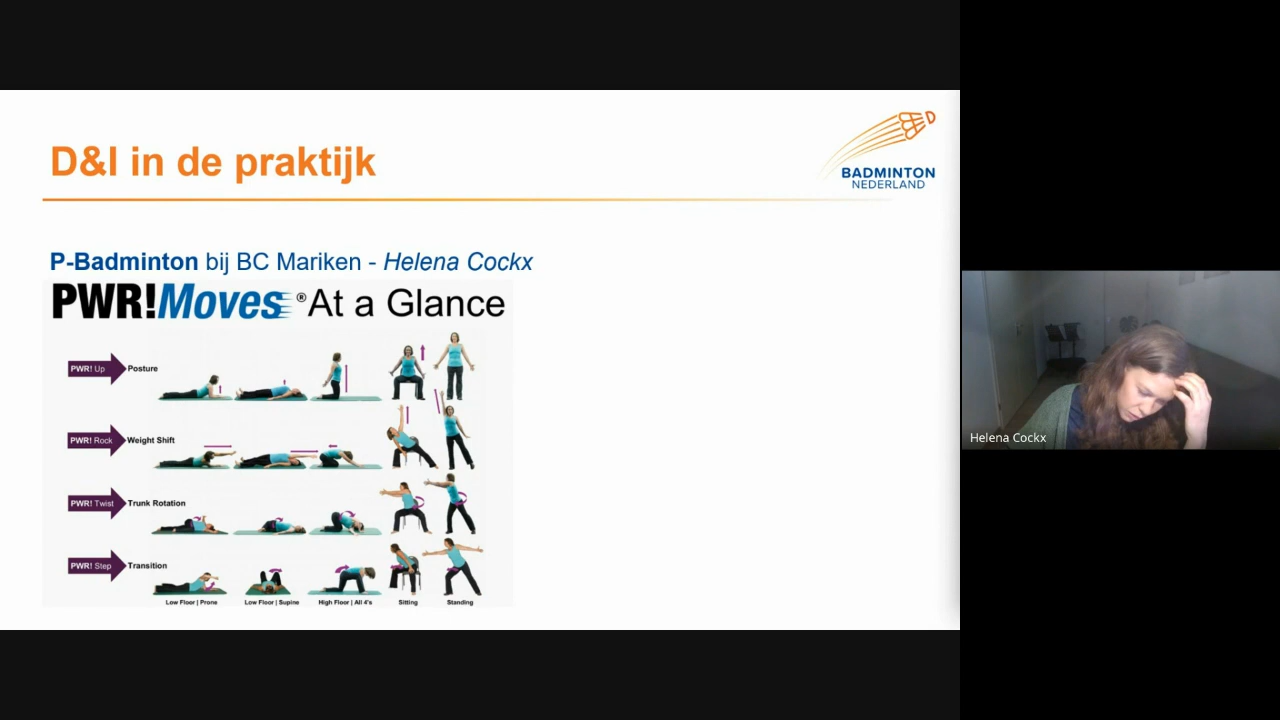 D&I in de praktijk
BADMINTON
NEDERLAND
P-Badminton bij BC Mariken - Helena Cockx
PWR!Moves®At a Glance
PWR! Up Posture
PWR! Rock Weight Shift
PWR! Twist Trunk Rotation
PWR! Step Transition
Low Floor | Prone Low Floor | Supine High Floor | All 4's Sitting Standing
Helena Cockx